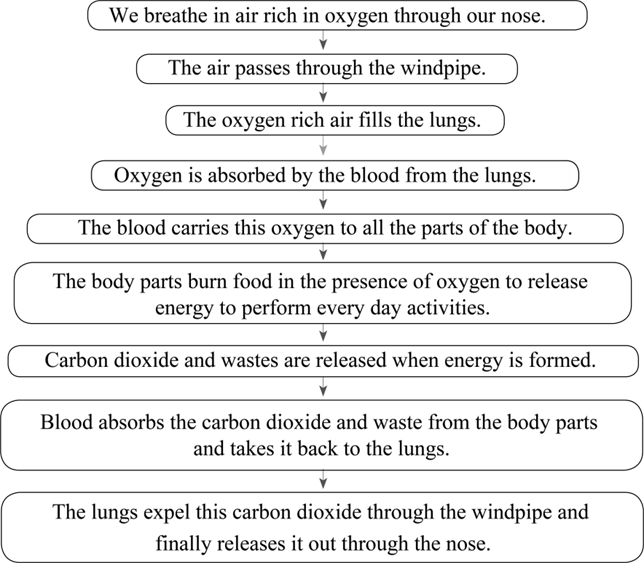 We breathe in air rich in oxygen through our nose.
The air passes through the windpipe.
The oxygen rich air fills the lungs.
Oxygen is absorbed by the blood from the lungs.
The blood carries this oxygen to all the parts of the body.
The body parts burn food in the presence of oxygen to release
energy to perform every day activities.
Carbon dioxide and wastes are released when energy is formed.
Blood absorbs the carbon dioxide and waste from the body parts
and takes it back to the lungs.
The lungs expel this carbon dioxide through the windpipe and
finally releases it out through the nose.